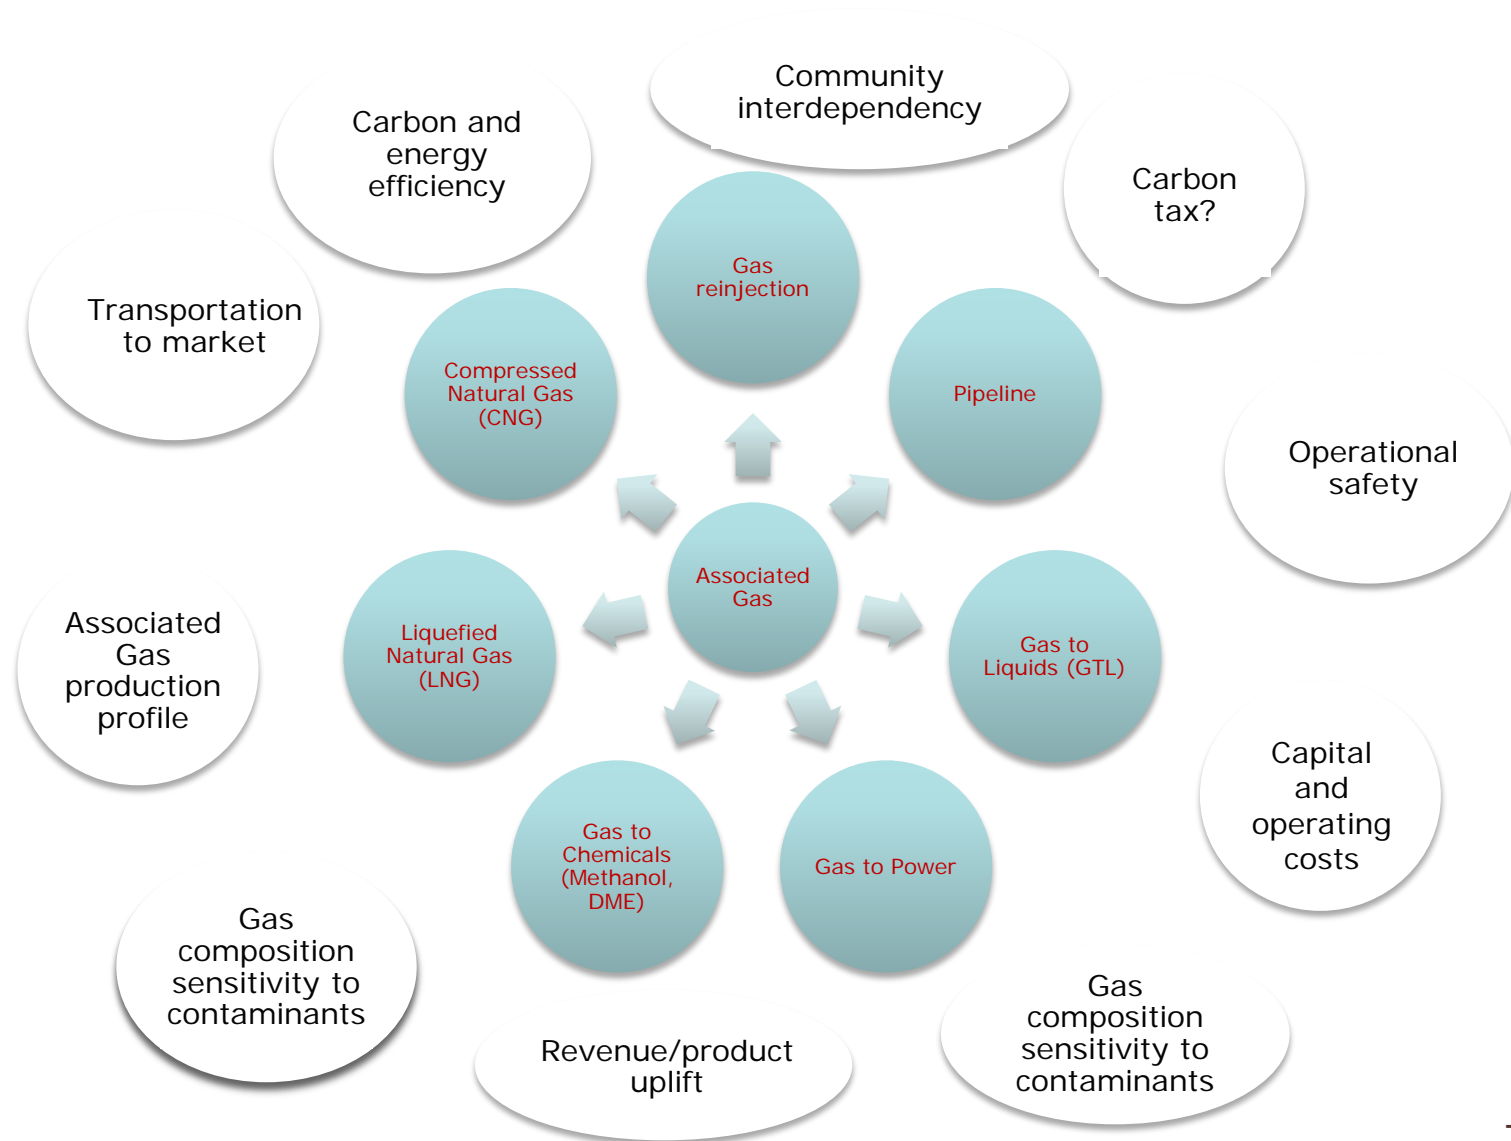 Community
interdependency
Carbon and
energy
efficiency
Carbon
tax?
Gas
reinjection
Transportation
to market
Compressed
Natural Gas
(CNG)
Pipeline
Operational
safety
Associated
Gas
Associated
Gas
production
profile
Liquefied
Natural Gas
(LNG)
Gas to
Liquids (GTL)
Capital
and
operating
costs
Gas to
Chemicals
(Methanol,
DME)
Gas to Power
Gas
composition
sensitivity to
contaminants
Gas
composition
sensitivity to
contaminants
Revenue/product
uplift